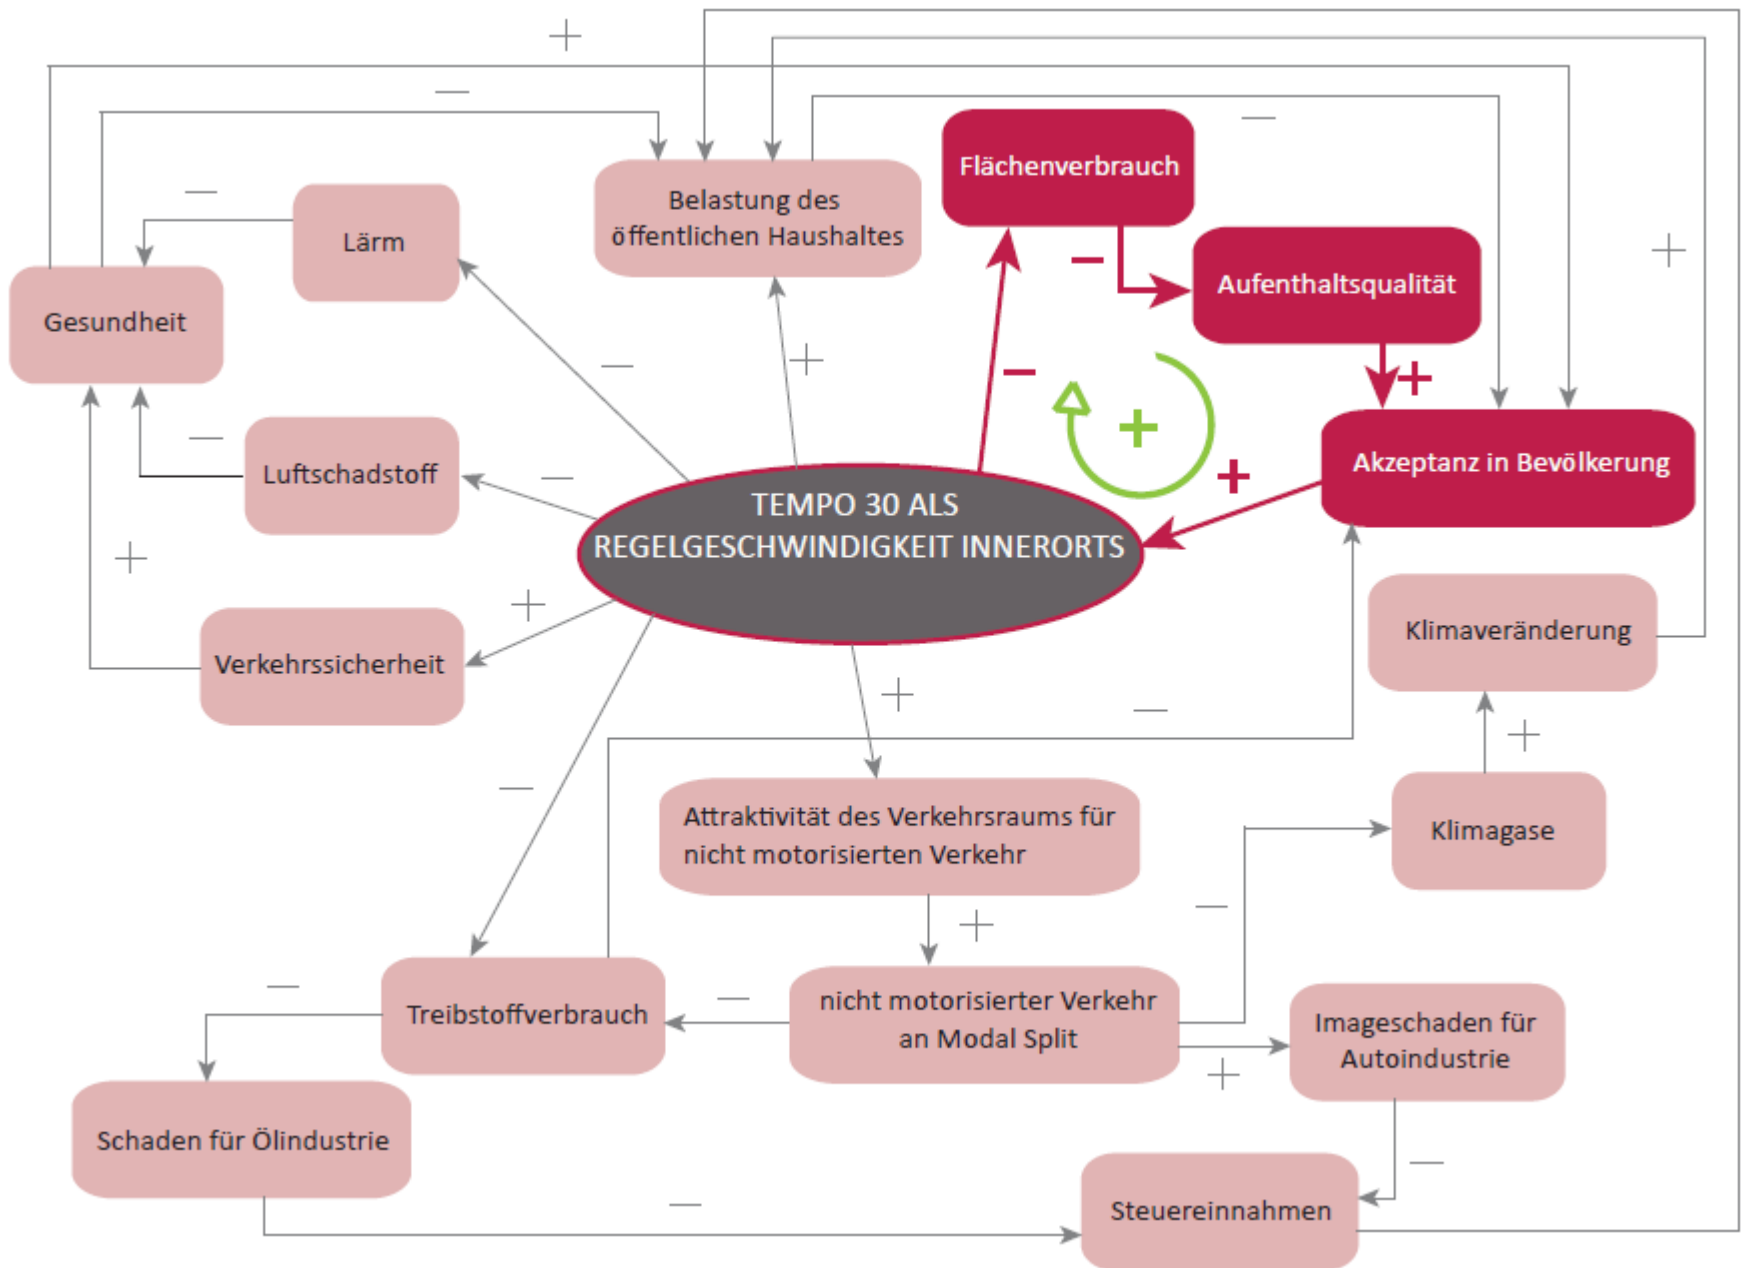 +
−
−
Flächenverbrauch
Belastung des
öffentlichen Haushaltes
−
Lärm
−
Aufenthaltsqualität
+
Gesundheit
−
+
−
+
+
+
−
Luftschadstoff
−
Akzeptanz in Bevölkerung
TEMPO 30 ALS
REGELGESCHWINDIGKEIT INNERORTS
+
+
Klimaveränderung
Verkehrssicherheit
+
−
+
−
Attraktivität des Verkehrsraums für
nicht motorisierten Verkehr
Klimagase
−
+
−
Treibstoffverbrauch
−
nicht motorisierter Verkehr
an Modal Split
Imageschaden für
Autoindustrie
+
Schaden für Ölindustrie
−
−
Steuereinnahmen